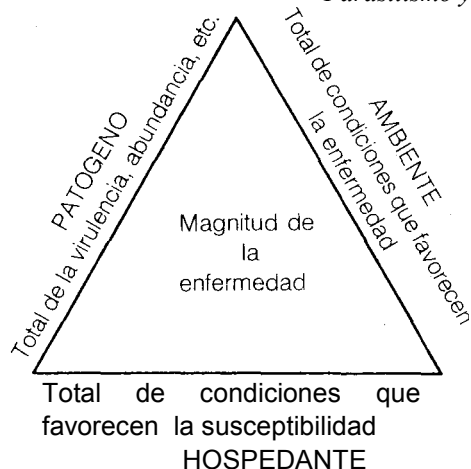 Parasitismo y
PATOGENO
Total de la virulencia, abundancia, etc.
AMBIENTE
Total de condiciones que favorecen
la enfermedad
Magnitud de
la
enfermedad
Total de condiciones que
favorecen la susceptibilidad
HOSPEDANTE